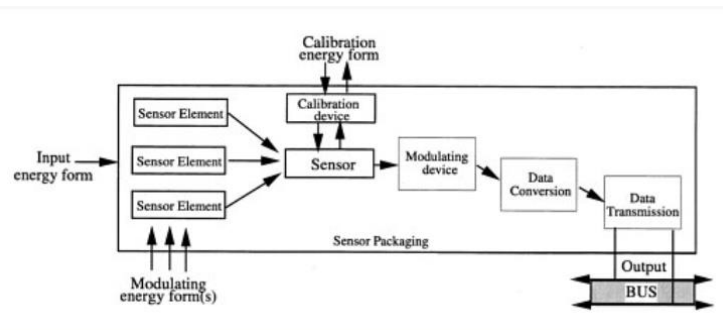 Calibration
energy form
Calibration
device
Sensor Element
Sensor Element
Sensor Element
Input
energy form
Sensor
Modulating
device
Data
Conversion
Data
Transmission
Sensor Packaging
Modulating
energy form(s)
Output
BUS